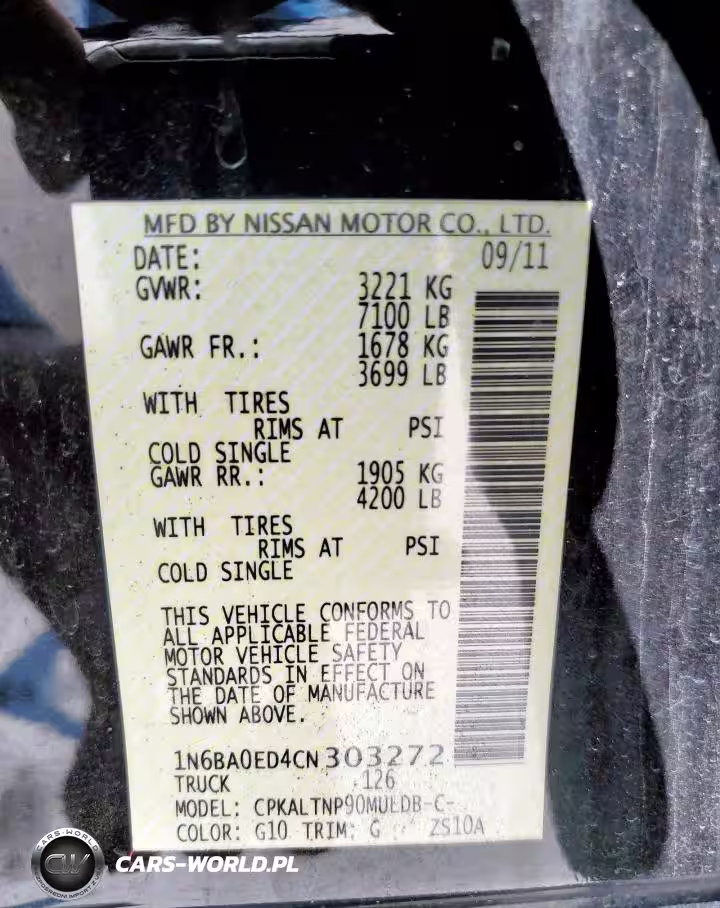 MFD BY NISSAN MOTOR CO., LTD.
DATE: 09/11
GVWR: 3221 KG
7100 LB
GAWR FR.: 1678 KG
3699 LB
WITH TIRES
RIMS AT PSI
COLD SINGLE
GAWR RR.: 1905 KG
4200 LB
WITH TIRES
RIMS AT PSI
COLD SINGLE
THIS VEHICLE CONFORMS TO
ALL APPLICABLE FEDERAL
MOTOR VEHICLE SAFETY
STANDARDS IN EFFECT ON
THE DATE OF MANUFACTURE
SHOWN ABOVE.
1N6BA0ED4CN303272
TRUCK 126
MODEL: CPKALTNP90MULDB-C-
COLOR: G10 TRIM: G ZS10A
CARS-WORLD
CW
CARS-WORLD.PL